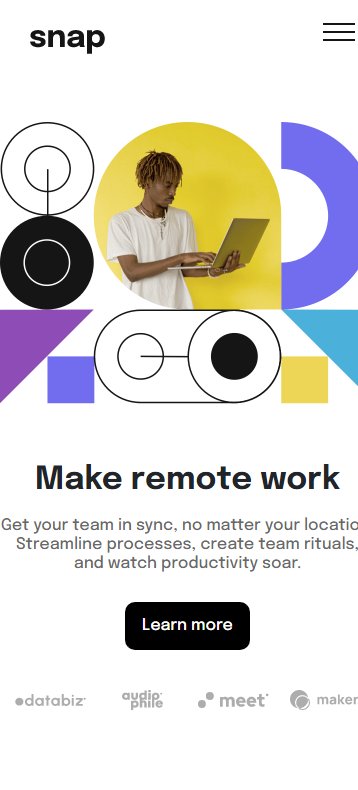 snap
Make remote work
Get your team in sync, no matter your locatio
Streamline processes, create team rituals,
and watch productivity soar.
Learn more
databiz
audiophile
meet
maker